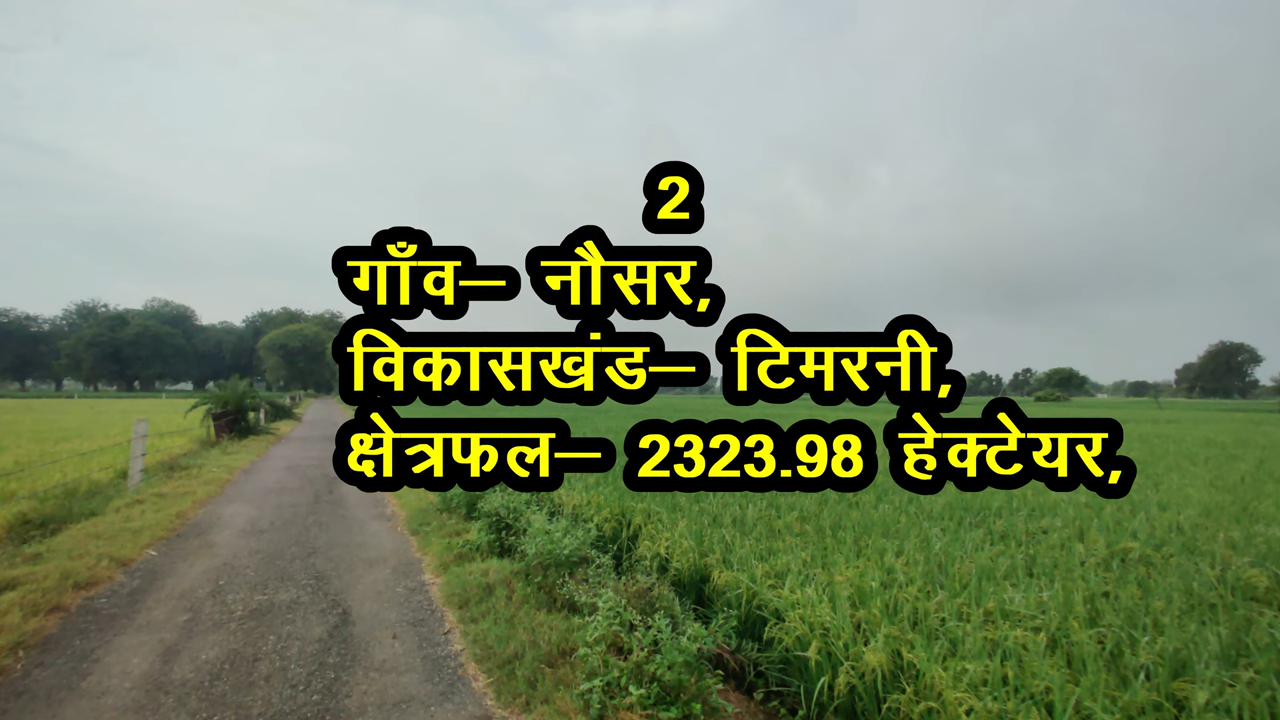 2
गाँव— नौसर,
विकासखंड— टिमरनी,
क्षेत्रफल— 2323.98 हेक्टेयर,